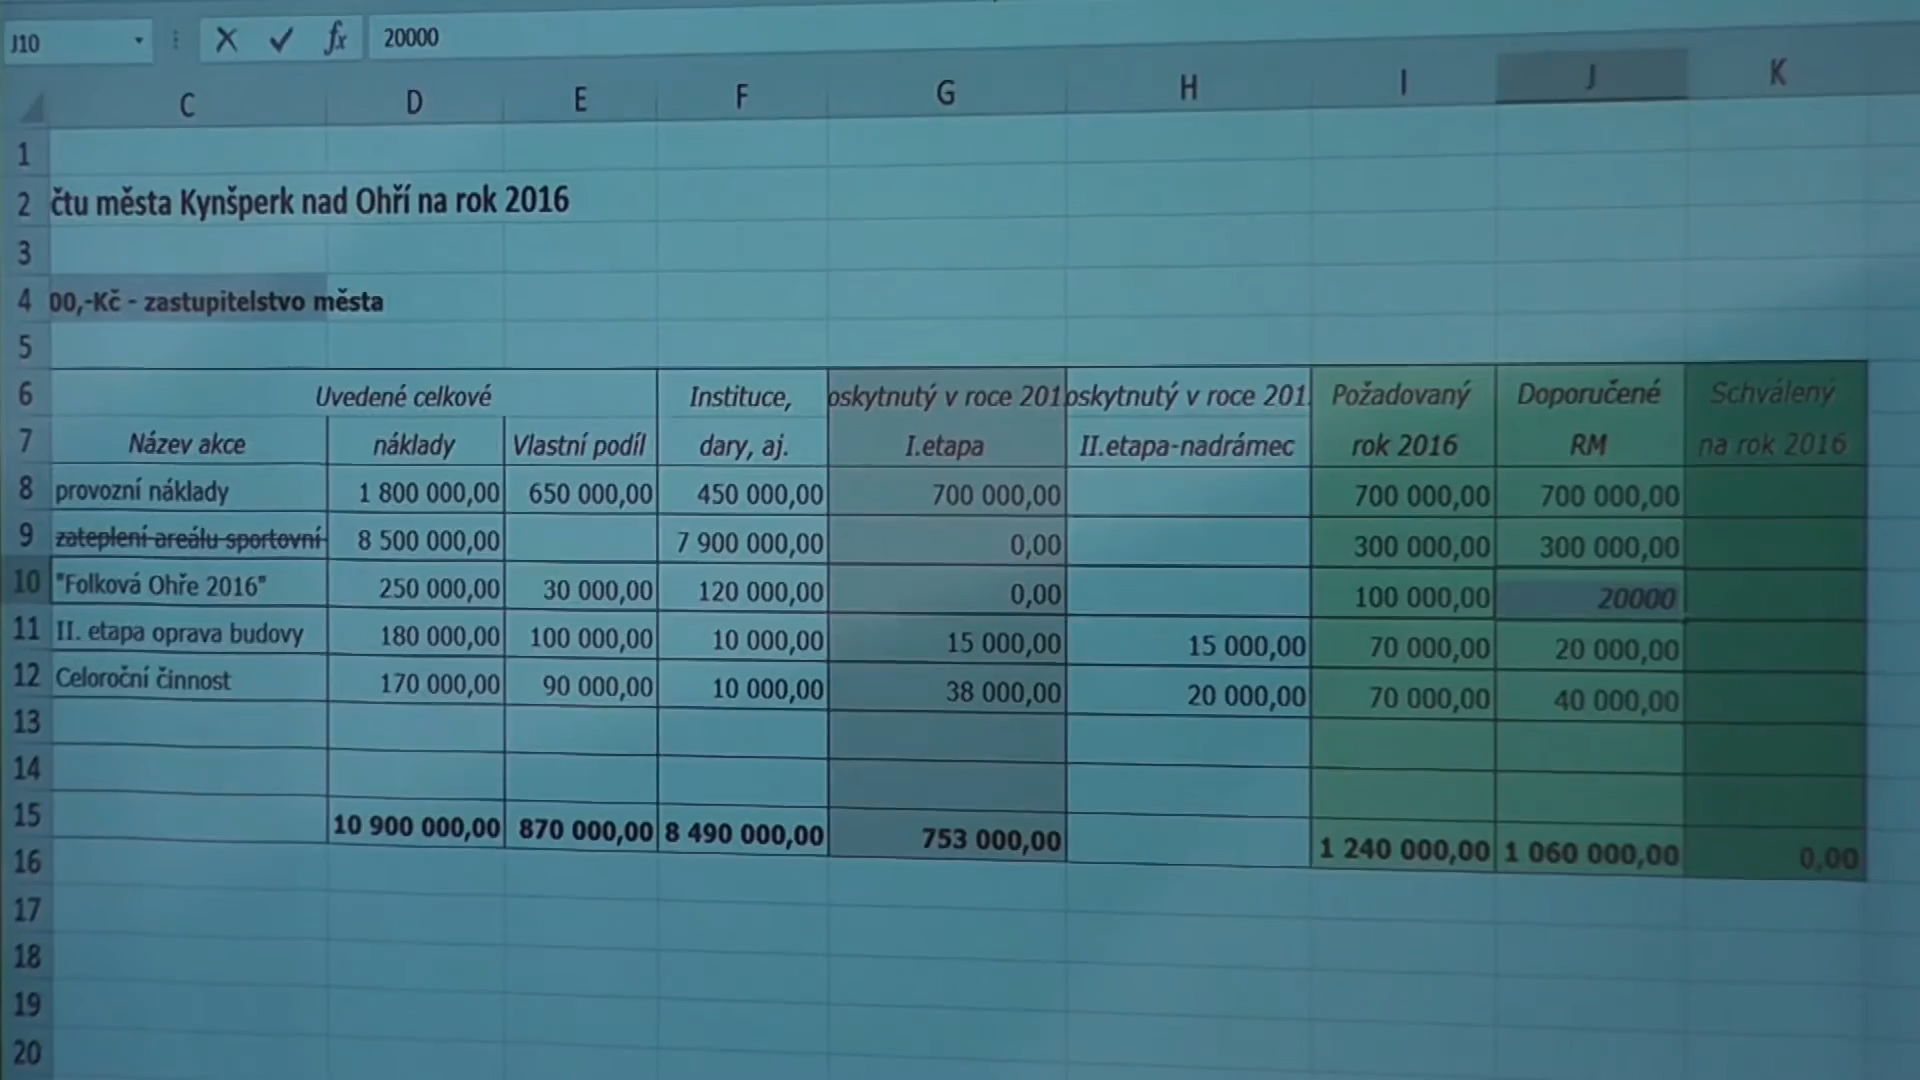 J10 fx 20000
C D E F G H I J K
1
2 čtu města Kynšperk nad Ohří na rok 2016
3
4 00,-Kč - zastupitelstvo města
5
6 Uvedené celkové Instituce, oskytnutý v roce 201 oskytnutý v roce 201 Požadovaný Doporučené Schválený
7 Název akce náklady Vlastní podíl dary, aj. I.etapa II.etapa-nadrámec rok 2016 RM na rok 2016
8 provozní náklady 1 800 000,00 650 000,00 450 000,00 700 000,00 700 000,00 700 000,00
9 zateplení areálu sportovní 8 500 000,00 7 900 000,00 0,00 300 000,00 300 000,00
10 "Folková Ohře 2016" 250 000,00 30 000,00 120 000,00 0,00 100 000,00 20000
11 II. etapa oprava budovy 180 000,00 100 000,00 10 000,00 15 000,00 15 000,00 70 000,00 20 000,00
12 Celoroční činnost 170 000,00 90 000,00 10 000,00 38 000,00 20 000,00 70 000,00 40 000,00
13
14
15 10 900 000,00 870 000,00 8 490 000,00 753 000,00 1 240 000,00 1 060 000,00 0,00
16
17
18
19
20